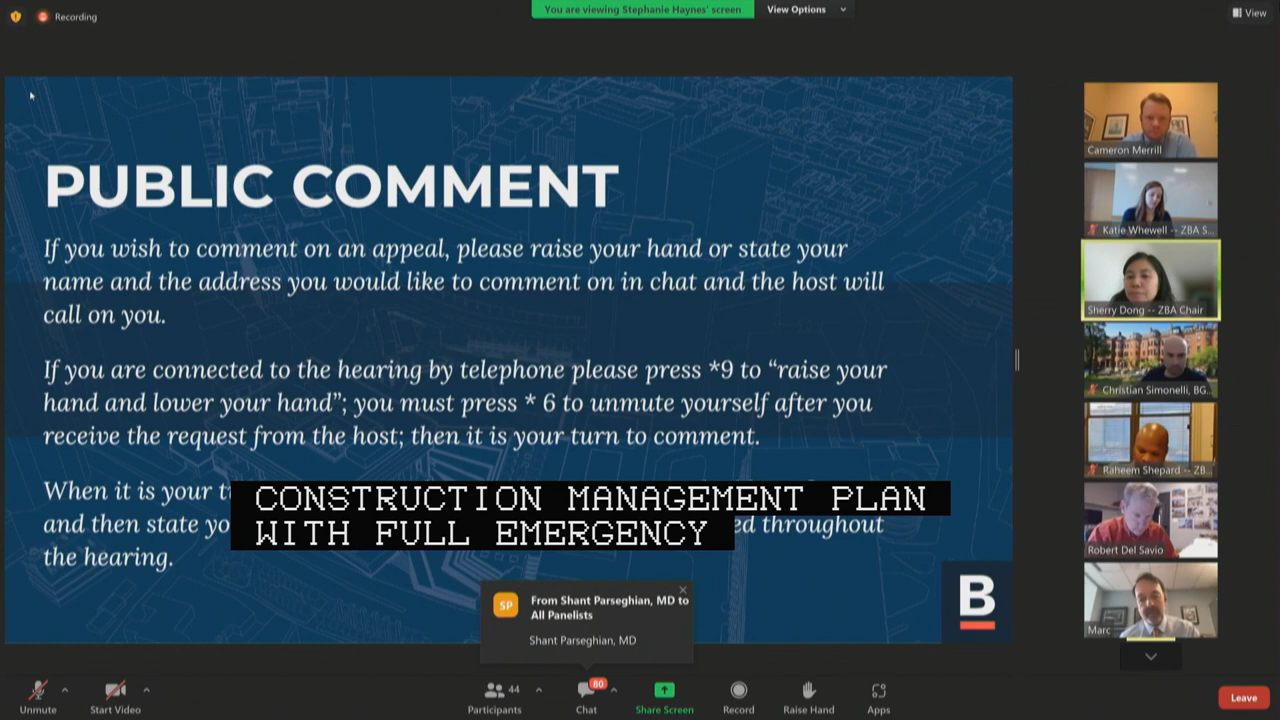 Recording
You are viewing Stephanie Haynes' screen
View Options
View
PUBLIC COMMENT
If you wish to comment on an appeal, please raise your hand or state your
name and the address you would like to comment on in chat and the host will
call on you.
If you are connected to the hearing by telephone please press *9 to “raise your
hand and lower your hand”; you must press * 6 to unmute yourself after you
receive the request from the host; then it is your turn to comment.
When it is your
and then state
ed throughout
the hearing.
CONSTRUCTION MANAGEMENT PLAN
WITH FULL EMERGENCY
B
SP
From Shant Parseghian, MD to
All Panelists
Shant Parseghian, MD
Cameron Merrill
Katie Whewell -- ZBA S...
Sherry Dong -- ZBA Chair
Christian Simonelli, BG...
Raheem Shepard -- ZB...
Robert Del Savio
Marc
Unmute
Start Video
44
Participants
80
Chat
Share Screen
Record
Raise Hand
Apps
Leave